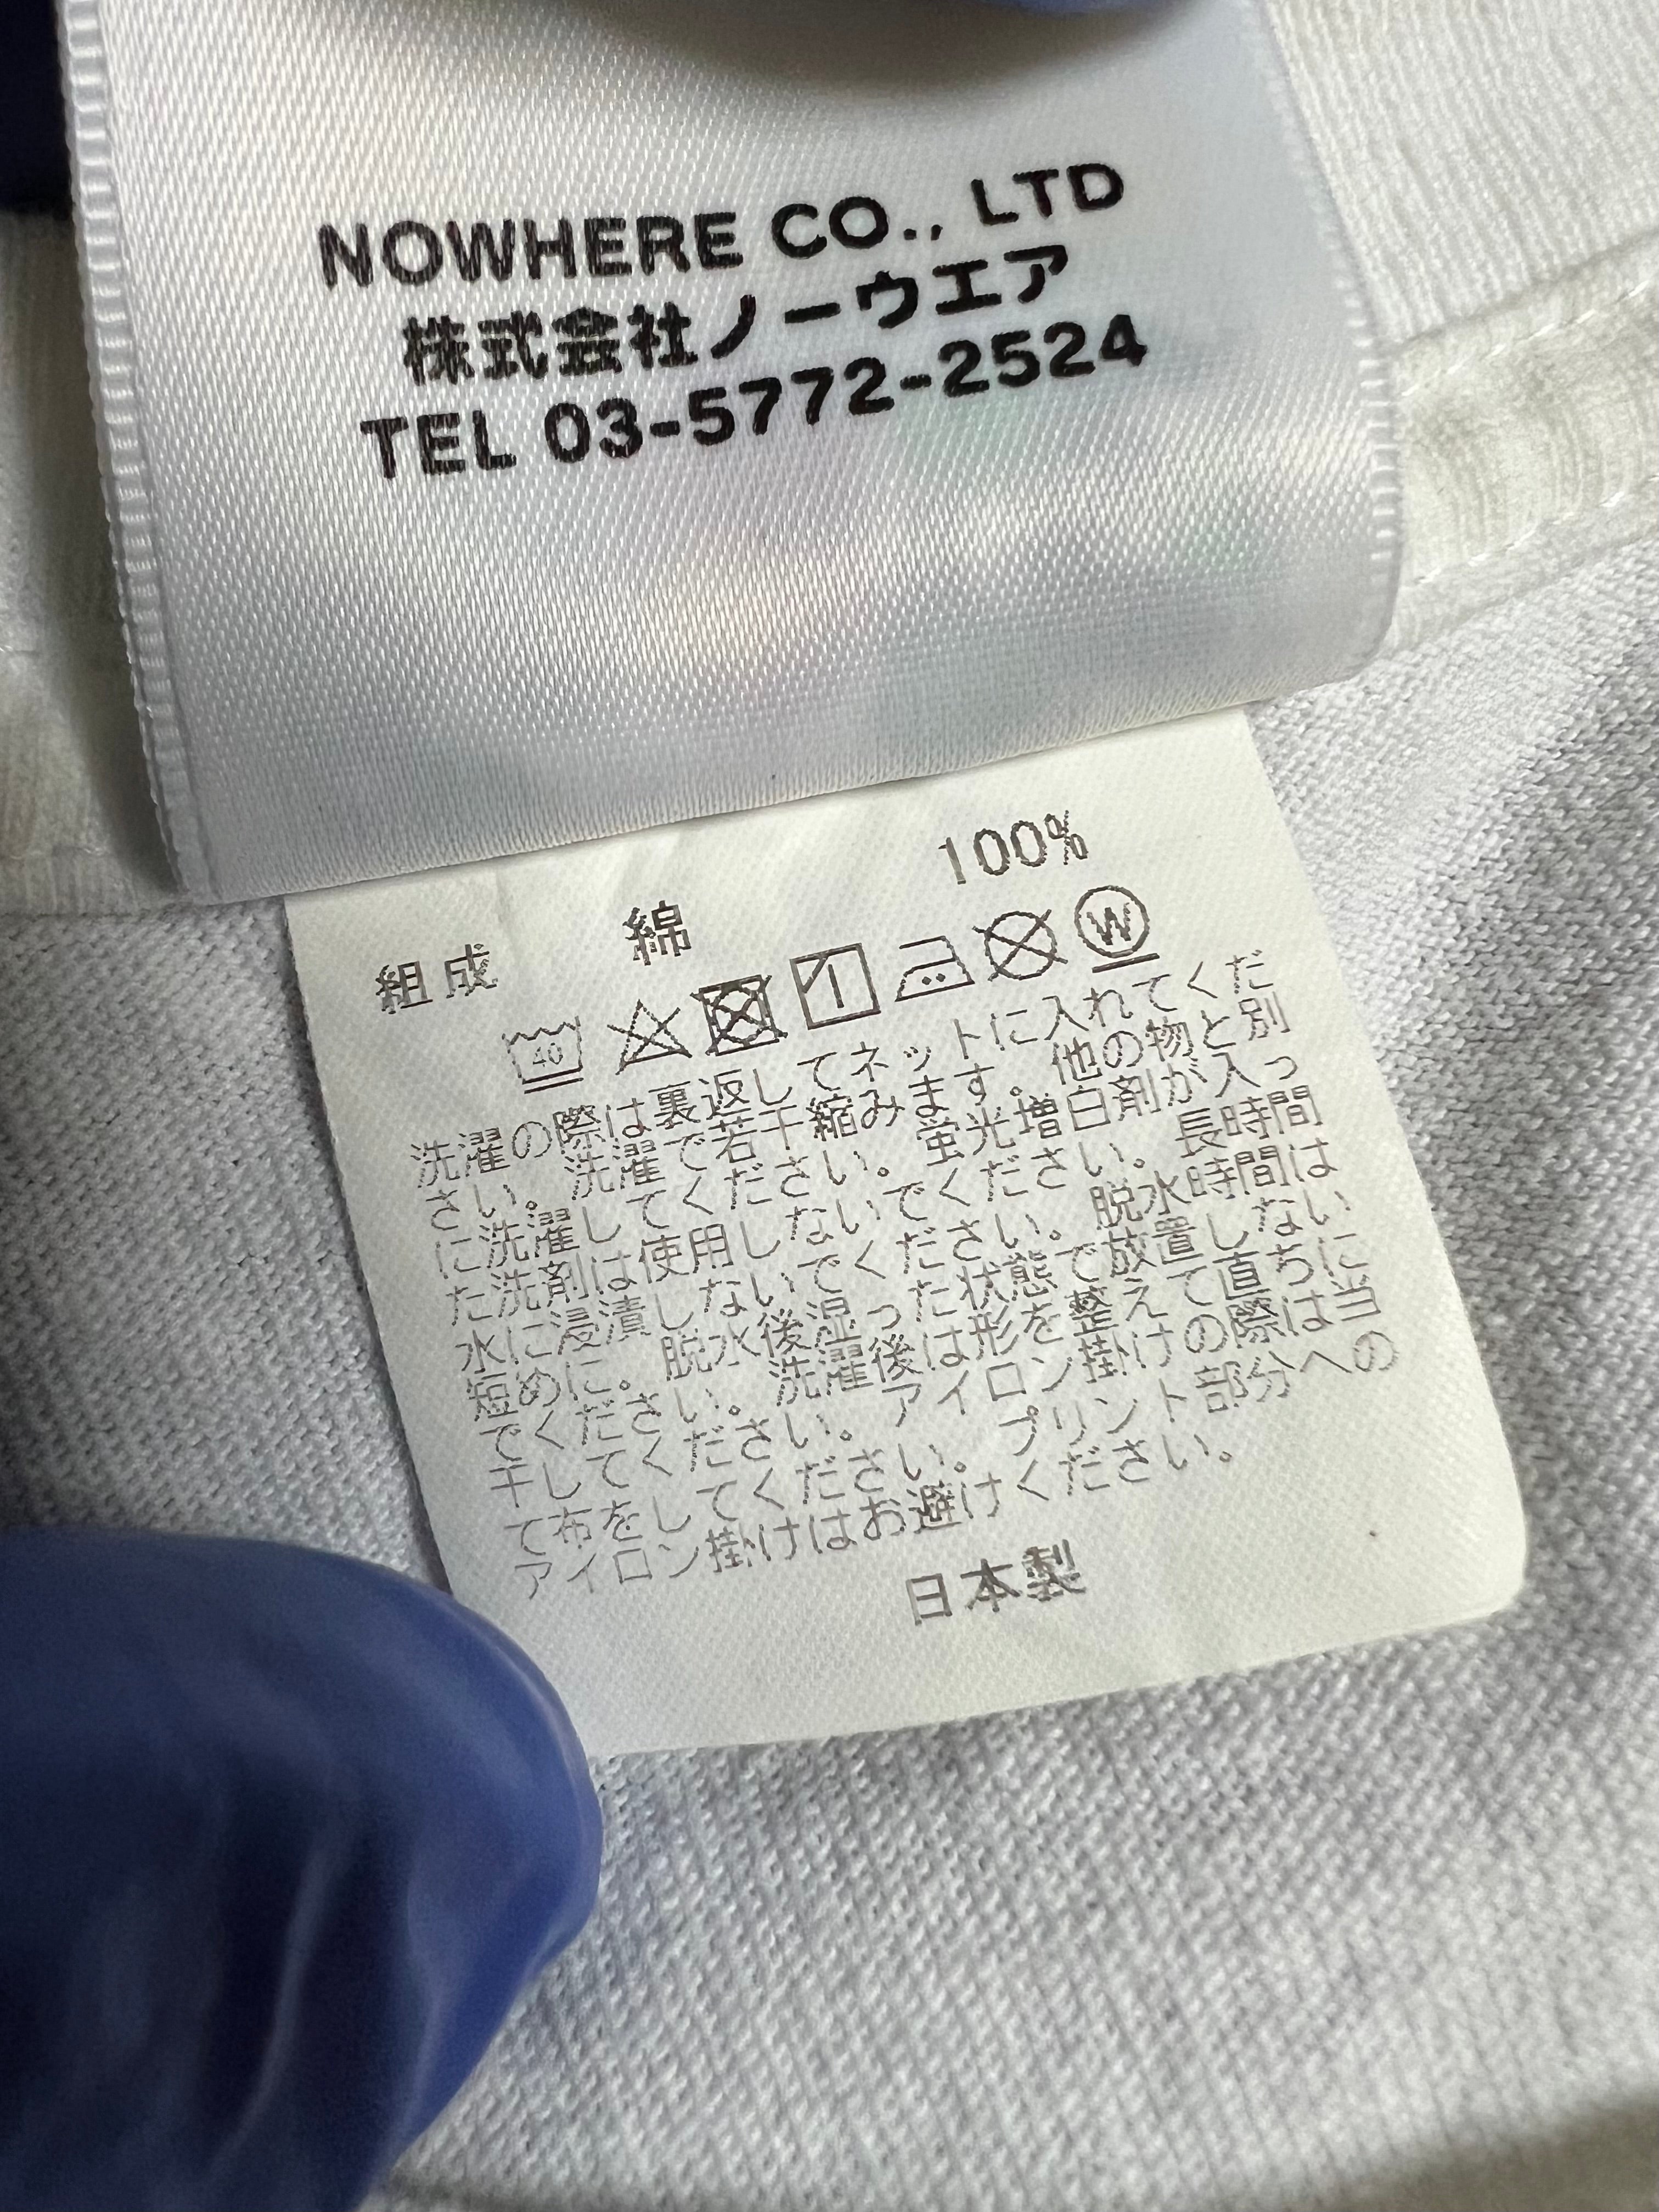 NOWHERE CO., LTD
株式会社ノーウエア
TEL 03-5772-2524
組成 綿 100%
40 W
洗濯の際は裏返してネットに入れてくだ
さい。洗濯で若干縮みます。他の物と別
に洗濯してください。蛍光増白剤が入っ
た洗剤は使用しないでください。長時間
水に浸漬しないでください。脱水時間は
短めに。脱水後湿った状態で放置しない
でください。洗濯後は形を整えて直ちに
干してください。アイロン掛けの際は当
て布をしてください。プリント部分への
アイロン掛けはお避けください。
日本製